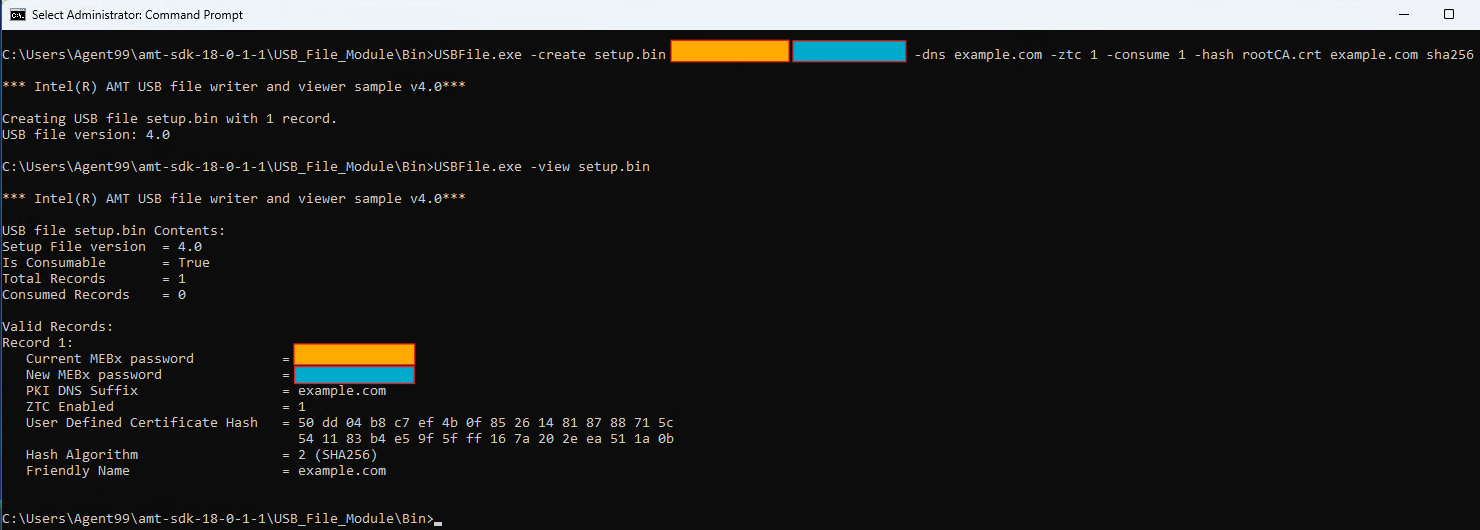 Select Administrator: Command Prompt
C:\Users\Agent99\amt-sdk-18-0-1-1\USB_File_Module\Bin>USBFile.exe -create setup.bin -dns example.com -ztc 1 -consume 1 -hash rootCA.crt example.com sha256
*** Intel(R) AMT USB file writer and viewer sample v4.0***
Creating USB file setup.bin with 1 record.
USB file version: 4.0
C:\Users\Agent99\amt-sdk-18-0-1-1\USB_File_Module\Bin>USBFile.exe -view setup.bin
*** Intel(R) AMT USB file writer and viewer sample v4.0***
USB file setup.bin Contents:
Setup File version = 4.0
Is Consumable = True
Total Records = 1
Consumed Records = 0
Valid Records:
Record 1:
Current MEBx password =
New MEBx password =
PKI DNS Suffix = example.com
ZTC Enabled = 1
User Defined Certificate Hash = 50 dd 04 b8 c7 ef 4b 0f 85 26 14 81 87 88 71 5c
54 11 83 b4 e5 9f 5f ff 16 7a 20 2e ea 51 1a 0b
Hash Algorithm = 2 (SHA256)
Friendly Name = example.com
C:\Users\Agent99\amt-sdk-18-0-1-1\USB_File_Module\Bin>